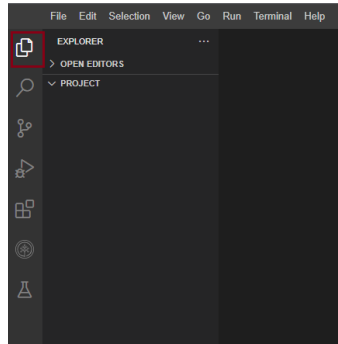 File Edit Selection View Go Run Terminal Help
EXPLORER ...
OPEN EDITORS
PROJECT